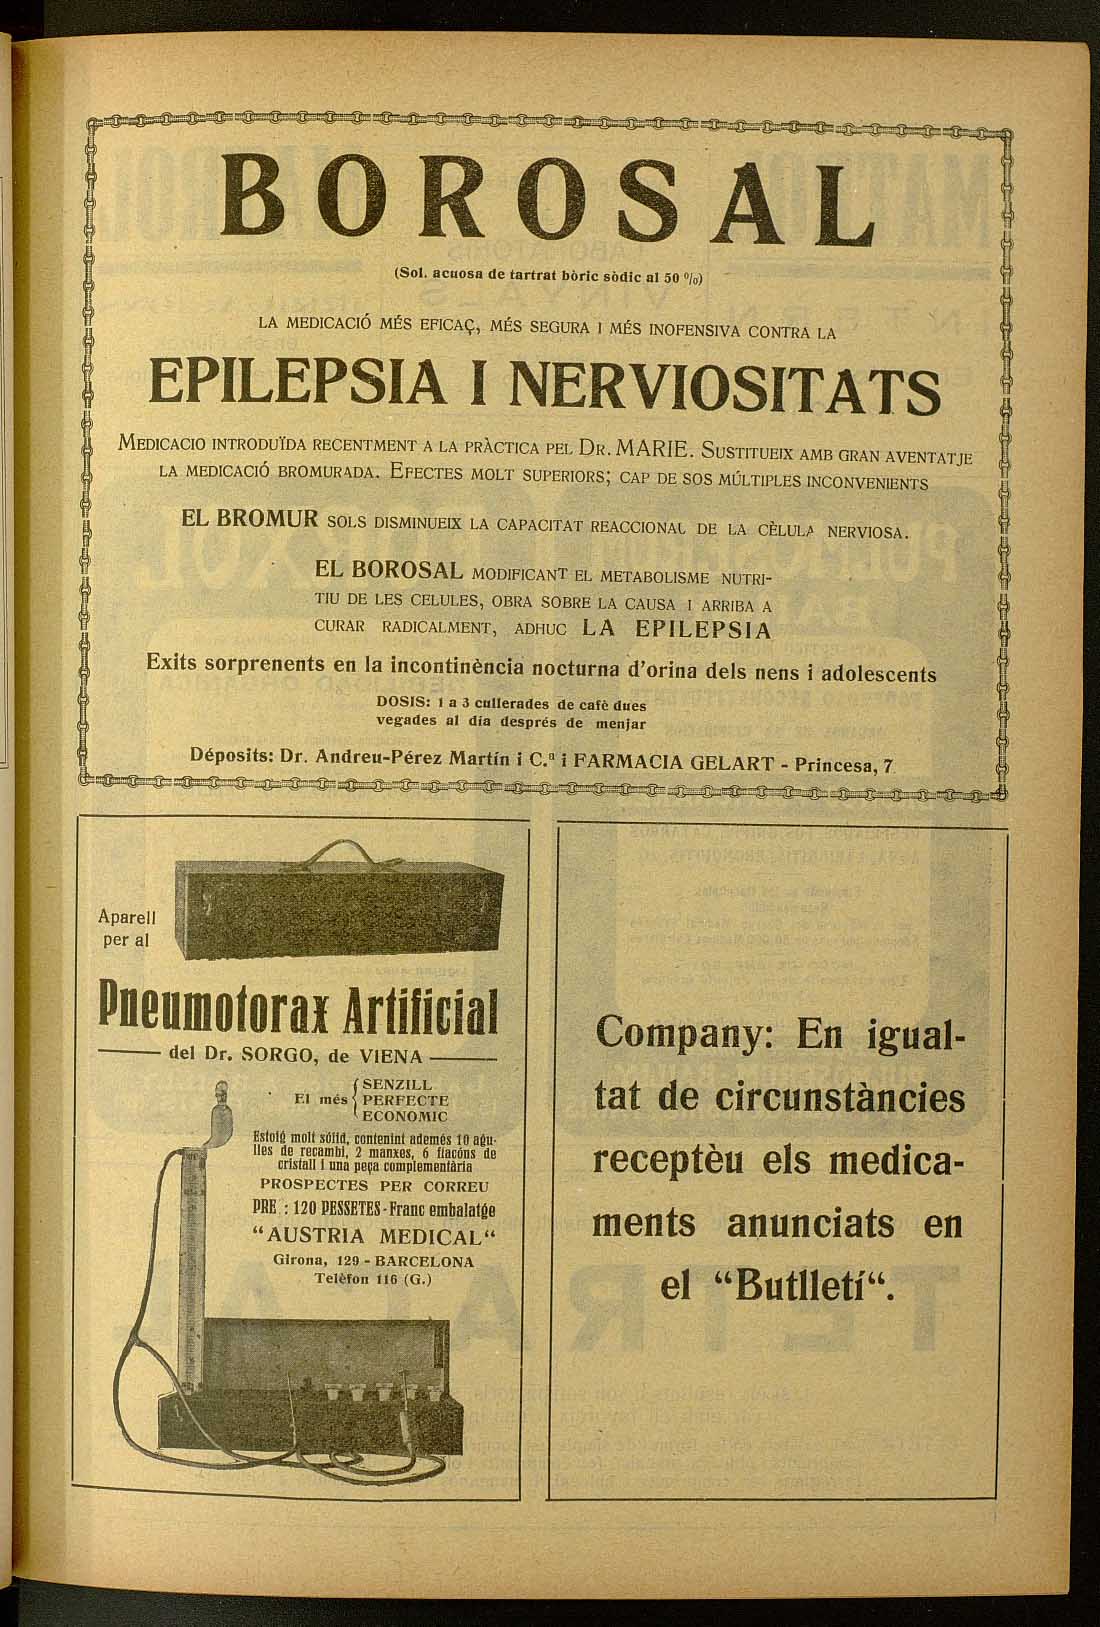 BOROSAL
(Sol. acuosa de tartrat bòric sòdic al 50 %)
LA MEDICACIÓ MÉS EFICAÇ, MÉS SEGURA I MÉS INOFENSIVA CONTRA LA
EPILEPSIA I NERVIOSITATS
MEDICACIO INTRODUÏDA RECENTMENT A LA PRÀCTICA PEL DR. MARIE. SUSTITUEIX AMB GRAN AVENTATJE
LA MEDICACIÓ BROMURADA. EFECTES MOLT SUPERIORS; CAP DE SOS MÚLTIPLES INCONVENIENTS
EL BROMUR SOLS DISMINUEIX LA CAPACITAT REACCIONAL DE LA CÈLULA NERVIOSA.
EL BOROSAL MODIFICANT EL METABOLISME NUTRI-
TIU DE LES CELULES, OBRA SOBRE LA CAUSA I ARRIBA A
CURAR RADICALMENT, ADHUC LA EPILEPSIA
Exits sorprenents en la incontinència nocturna d'orina dels nens i adolescents
DOSIS: 1 a 3 cullerades de cafè dues
vegades al día després de menjar
Déposits: Dr. Andreu-Pérez Martín i C.ª i FARMACIA GELART - Princesa, 7
Aparell
per al
Pneumotorax Artificial
del Dr. SORGO, de VIENA
El més { SENZILL
PERFECTE
ECONOMIC
Estoig molt sólid, contenint además 10 agu-
lles de recambi, 2 manxes, 6 flacóns de
cristall i una peça complementària
PROSPECTES PER CORREU
PRE : 120 PESSETES - Franc embalatge
"AUSTRIA MEDICAL"
Girona, 129 - BARCELONA
Telèfon 116 (G.)
Company: En igual-
tat de circunstàncies
receptèu els medica-
ments anunciats en
el "Butlletí".